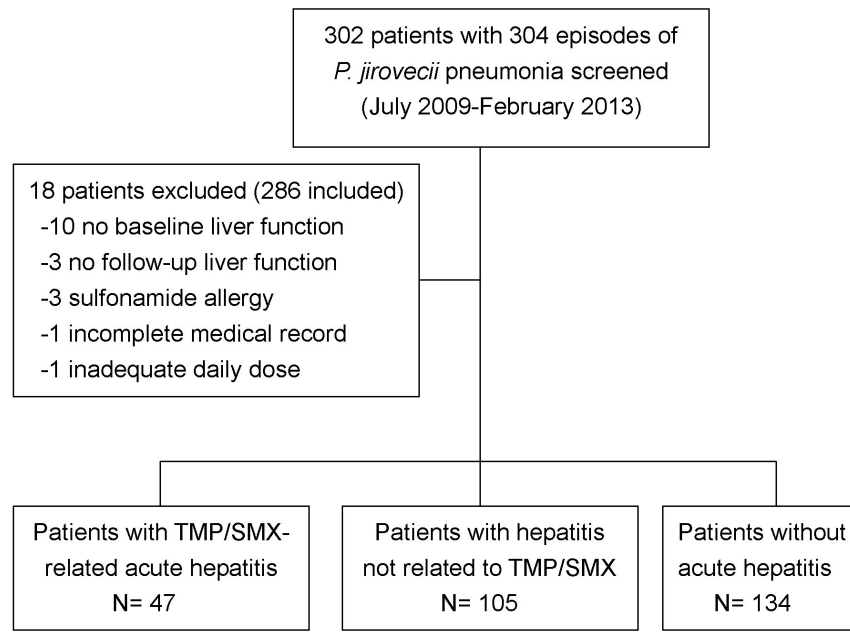 302 patients with 304 episodes of
P. jirovecii pneumonia screened
(July 2009-February 2013)
18 patients excluded (286 included)
-10 no baseline liver function
-3 no follow-up liver function
-3 sulfonamide allergy
-1 incomplete medical record
-1 inadequate daily dose
Patients with TMP/SMX-
related acute hepatitis
N= 47
Patients with hepatitis
not related to TMP/SMX
N= 105
Patients without
acute hepatitis
N= 134